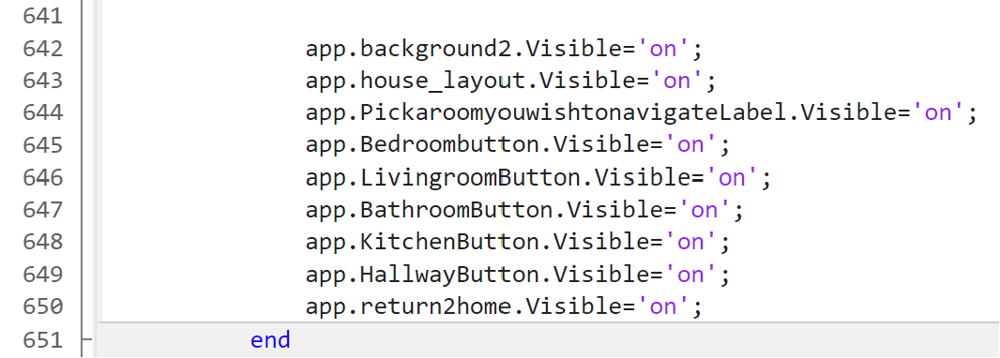 641
642 app.background2.Visible='on';
643 app.house_layout.Visible='on';
644 app.PickaroomyouwishtonavigateLabel.Visible='on';
645 app.Bedroombutton.Visible='on';
646 app.LivingroomButton.Visible='on';
647 app.BathroomButton.Visible='on';
648 app.KitchenButton.Visible='on';
649 app.HallwayButton.Visible='on';
650 app.return2home.Visible='on';
651 end